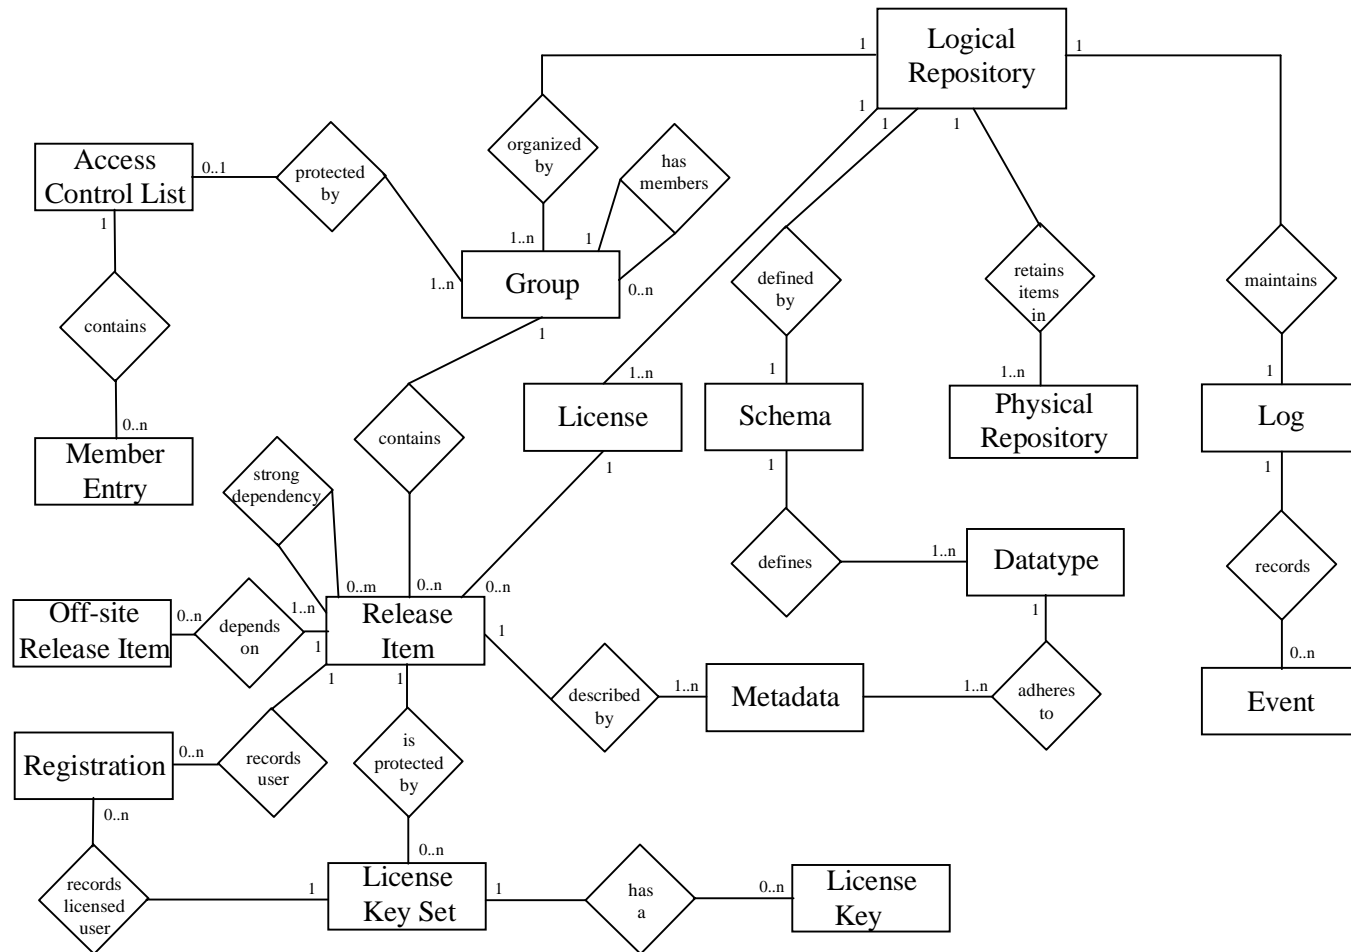 Logical
Repository
1
1
1
1
1
1
organized
by
has
members
Access
Control List
0..1
protected
by
1
1..n
1
1..n
0..n
Group
1
defined
by
retains
items
in
maintains
contains
1..n
1
1..n
1
License
Schema
Physical
Repository
Log
0..n
Member
Entry
contains
1
1
1
strong
dependency
defines
1..n
Datatype
records
0..m
0..n
0..n
1
Off-site
Release Item
0..n
depends
on
1..n
1
Release
Item
1
1
1
described
by
1..n
Metadata
1..n
adheres
to
0..n
Event
Registration
0..n
records
user
is
protected
by
0..n
0..n
records
licensed
user
1
License
Key Set
1
has
a
0..n
License
Key